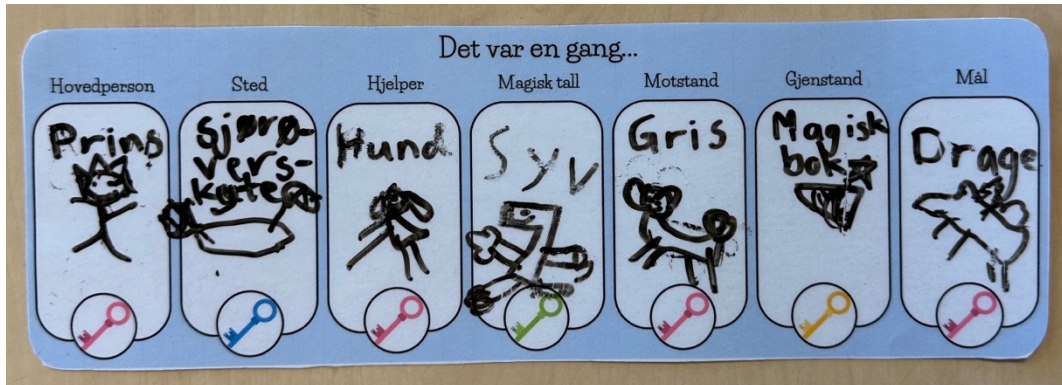 Det var en gang...
Hovedperson
Sted
Hjelper
Magisk tall
Motstand
Gjenstand
Mål
Prins
sjørø-
vers-
kute
Hund
Syv
Gris
Magisk
bok
Drage